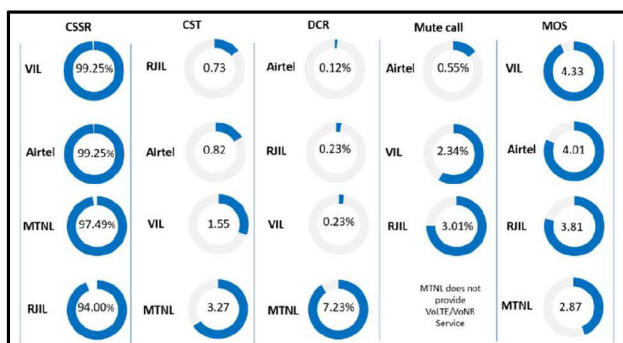 CSSR CST DCR Mute call MOS
VIL 99.25% RJIL 0.73 Airtel 0.12% Airtel 0.55% VIL 4.33
Airtel 99.25% Airtel 0.82 RJIL 0.23% VIL 2.34% Airtel 4.01
MTNL 97.49% VIL 1.55 VIL 0.23% RJIL 3.01% RJIL 3.81
RJIL 94.00% MTNL 3.27 MTNL 7.23% MTNL 2.87
MTNL does not
provide
VoLTE/VoNR
Service